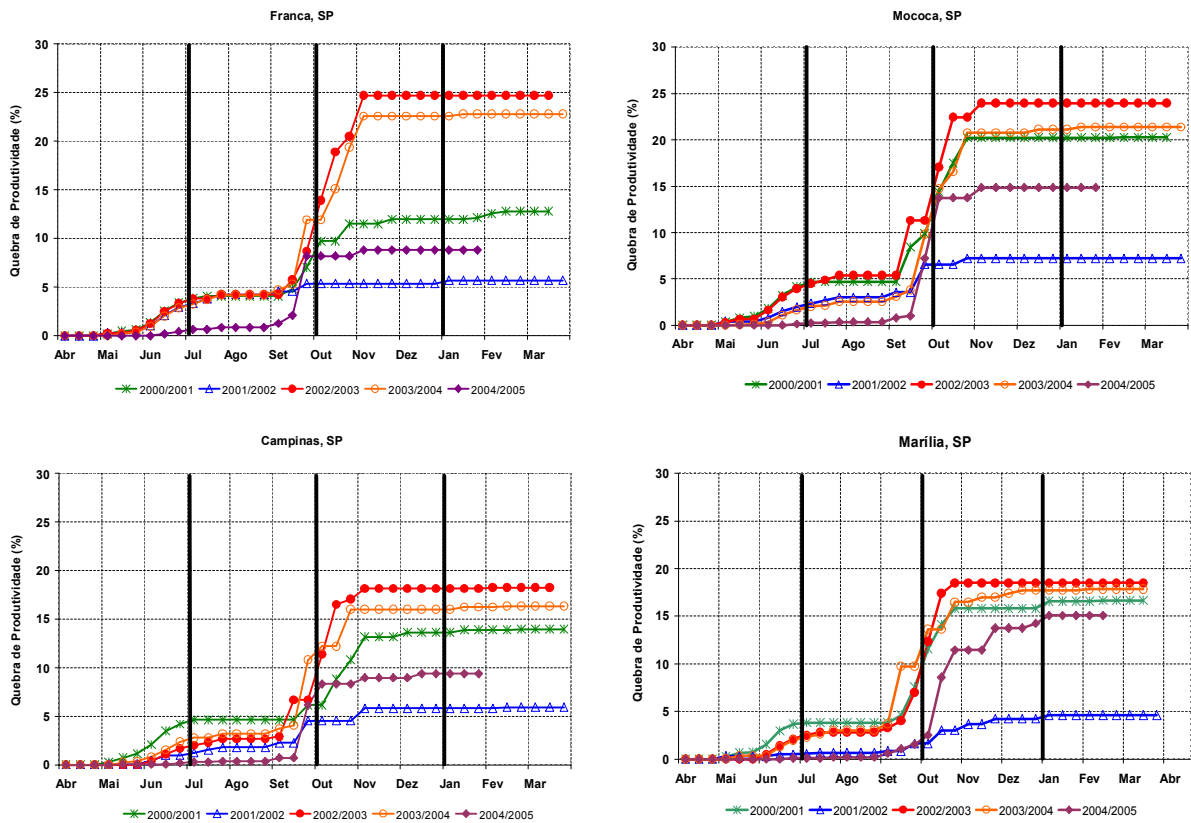 Franca, SP
Quebra de Produtividade (%)
30
25
20
15
10
5
0
Abr Mai Jun Jul Ago Set Out Nov Dez Jan Fev Mar
2000/2001 2001/2002 2002/2003 2003/2004 2004/2005
Mococa, SP
Quebra de Produtividade (%)
30
25
20
15
10
5
0
Abr Mai Jun Jul Ago Set Out Nov Dez Jan Fev Mar
2000/2001 2001/2002 2002/2003 2003/2004 2004/2005
Campinas, SP
Quebra de Produtividade (%)
30
25
20
15
10
5
0
Abr Mai Jun Jul Ago Set Out Nov Dez Jan Fev Mar
2000/2001 2001/2002 2002/2003 2003/2004 2004/2005
Marília, SP
Quebra de Produtividade (%)
30
25
20
15
10
5
0
Abr Mai Jun Jul Ago Set Out Nov Dez Jan Fev Mar Abr
2000/2001 2001/2002 2002/2003 2003/2004 2004/2005